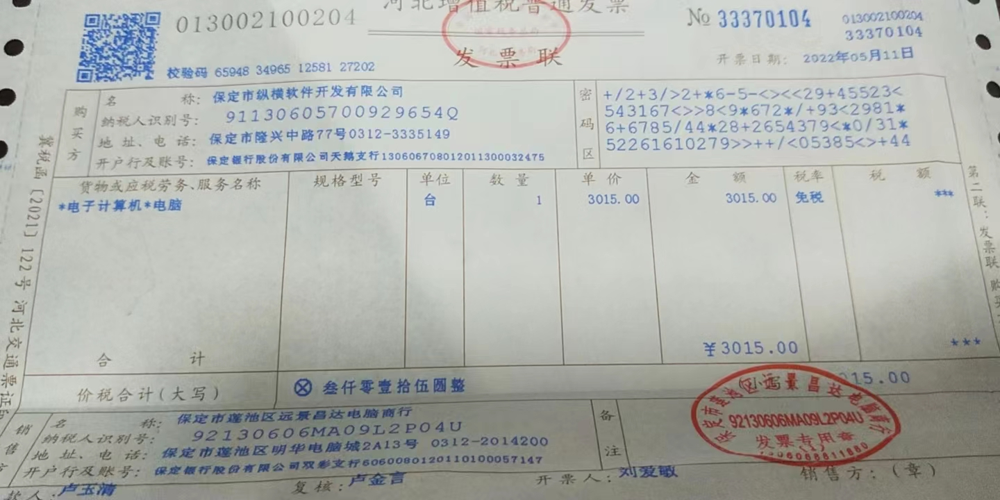 013002100204
河北增值税普通发票
发票联
No 33370104
013002100204
33370104
校验码 65948 34965 12581 27202
开票日期: 2022年05月11日
购买方
名 称: 保定市纵横软件开发有限公司
纳税人识别号: 91130605700929654Q
地址、电话: 保定市隆兴中路77号0312-3335149
开户行及账号: 保定银行股份有限公司天鹅支行130606708012011300032475
密码区
+/2+3/>2+*6-5-<><<29+45523<
543167<>>8<9*672*/+93<2981*
6+6785/44*28+2654379<*0/31*
52261610279>>++/<05385<>+44
货物或应税劳务、服务名称 规格型号 单位 数量 单价 金额 税率 税额
*电子计算机*电脑 台 1 3015.00 3015.00 免税 ***
合计 ¥3015.00 ***
价税合计(大写) ⊗ 叁仟零壹拾伍圆整 (小写) 15.00
销售方
名 称: 保定市莲池区远景昌达电脑商行
纳税人识别号: 92130606MA09L2P04U
地址、电话: 保定市莲池区明华电脑城2A13号 0312-2014200
开户行及账号: 保定银行股份有限公司双彩支行6060080120110100057147
备注
92130606MA09L2P04U
发票专用章
(1)
款人: 卢玉清 复核: 卢金言 开票人: 刘爱敏 销售方:(章)
冀税函〔2021〕122号河北交通票证
第二联:发票联 购买